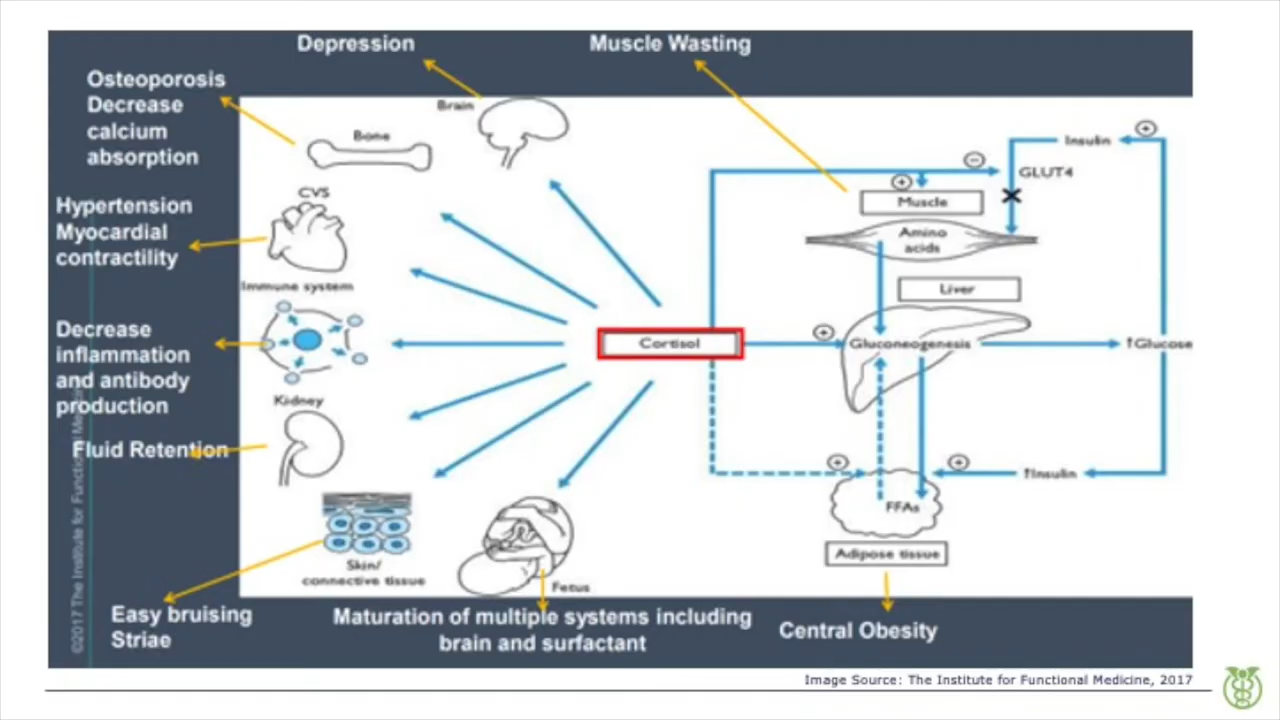 Depression
Muscle Wasting
Osteoporosis
Decrease
calcium
absorption
Brain
Bone
Insulin
GLUT4
Muscle
CVS
Hypertension
Myocardial
contractility
Amino
acids
Immune system
Liver
Decrease
inflammation
and antibody
production
Cortisol
Gluconeogenesis
↑Glucose
Kidney
Fluid Retention
↑Insulin
FFAs
Adipose tissue
Skin/
connective tissue
Fetus
Easy bruising
Striae
Maturation of multiple systems including
brain and surfactant
Central Obesity
©2017 The Institute for Functional
Image Source: The Institute for Functional Medicine, 2017